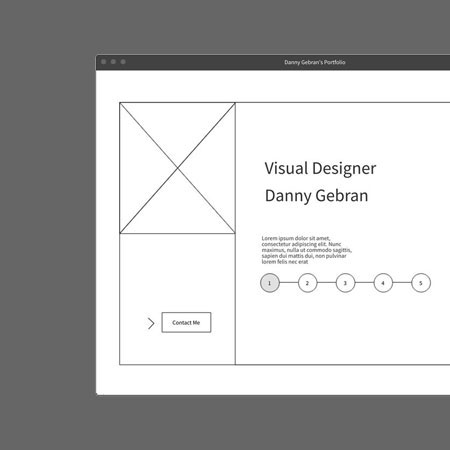 Danny Gebran's Portfolio
Visual Designer
Danny Gebran
Lorem ipsum dolor sit amet,
consectetur adipiscing elit. Nunc
maximus, nulla ut commodo sagittis,
sapien dui mattis dui, non pulvinar
lorem felis nec erat
1 2 3 4 5
Contact Me